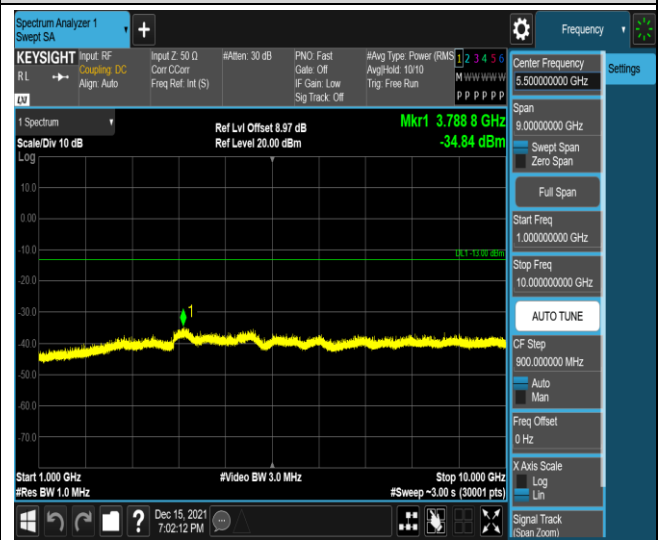 Spectrum Analyzer 1
Swept SA
+
Frequency
KEYSIGHT
Input: RF
Coupling: DC
Align: Auto
RL
LNI
Input Z: 50 Ω
Corr CCorr
Freq Ref: Int (S)
#Atten: 30 dB
PNO: Fast
Gate: Off
IF Gain: Low
Sig Track: Off
#Avg Type: Power (RMS
Avg|Hold: 10/10
Trig: Free Run
1 2 3 4 5 6
M W W W W W
P P P P P P
1 Spectrum
Scale/Div 10 dB
Ref Lvl Offset 8.97 dB
Ref Level 20.00 dBm
Mkr1 3.788 8 GHz
-34.84 dBm
Log
10.0
0.00
-10.0
DL1 -13.00 dBm
-20.0
-30.0
1
-40.0
-50.0
-60.0
-70.0
Start 1.000 GHz
#Res BW 1.0 MHz
#Video BW 3.0 MHz
Stop 10.000 GHz
#Sweep ~3.00 s (30001 pts)
Center Frequency
5.500000000 GHz
Settings
Span
9.00000000 GHz
Swept Span
Zero Span
Full Span
Start Freq
1.000000000 GHz
Stop Freq
10.000000000 GHz
AUTO TUNE
CF Step
900.000000 MHz
Auto
Man
Freq Offset
0 Hz
X Axis Scale
Log
Lin
Signal Track
(Span Zoom)
?
Dec 15, 2021
7:02:12 PM